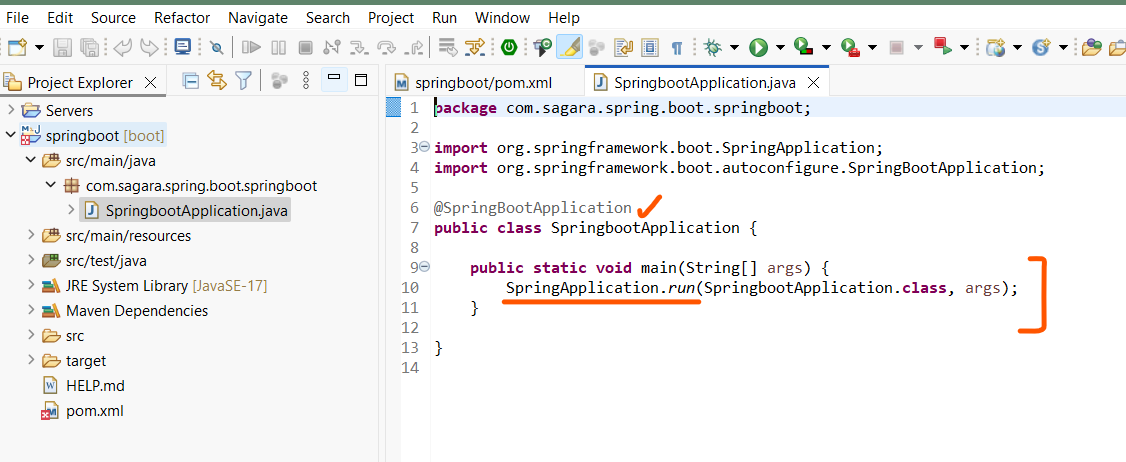 File Edit Source Refactor Navigate Search Project Run Window Help
Project Explorer
springboot/pom.xml
SpringbootApplication.java
Servers
springboot [boot]
src/main/java
com.sagara.spring.boot.springboot
SpringbootApplication.java
src/main/resources
src/test/java
JRE System Library [JavaSE-17]
Maven Dependencies
src
target
HELP.md
pom.xml
1 package com.sagara.spring.boot.springboot;
2
3 import org.springframework.boot.SpringApplication;
4 import org.springframework.boot.autoconfigure.SpringBootApplication;
5
6 @SpringBootApplication
7 public class SpringbootApplication {
8
9 public static void main(String[] args) {
10 SpringApplication.run(SpringbootApplication.class, args);
11 }
12
13 }
14